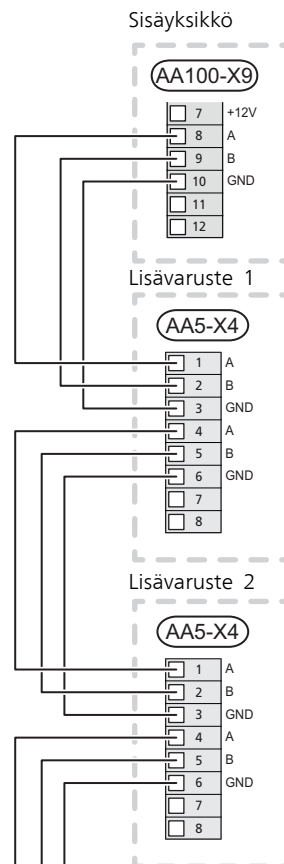 Sisäyksikkö
AA100-X9
7 +12V
8 A
9 B
10 GND
11
12
Lisävaruste 1
AA5-X4
1 A
2 B
3 GND
4 A
5 B
6 GND
7
8
Lisävaruste 2
AA5-X4
1 A
2 B
3 GND
4 A
5 B
6 GND
7
8